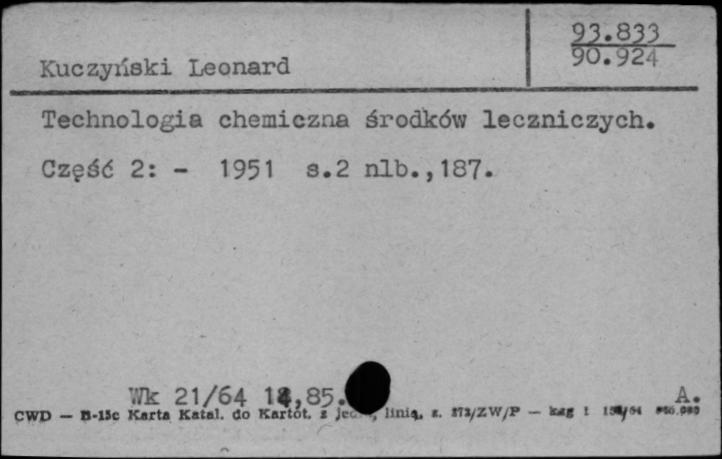 93.833
Kuczyński Leonard
90.924
Technologia chemiczna środków leczniczych.
Część 2: - 1951 s.2 nlb.,187.
Wk 21/64 ,85. A.
CWD — B-15c Karta Katal. do Kartot. z linią, z. /ZW/P —